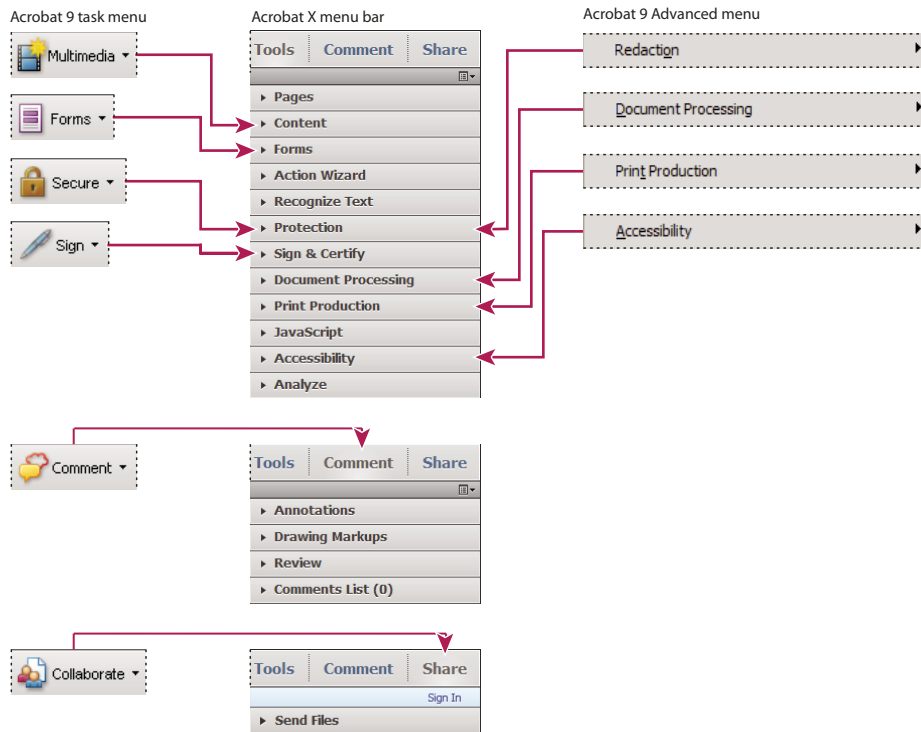 Acrobat 9 task menu
Multimedia
Forms
Secure
Sign
Acrobat X menu bar
Tools Comment Share
Pages
Content
Forms
Action Wizard
Recognize Text
Protection
Sign & Certify
Document Processing
Print Production
JavaScript
Accessibility
Analyze
Acrobat 9 Advanced menu
Redaction
Document Processing
Print Production
Accessibility
Comment
Tools Comment Share
Annotations
Drawing Markups
Review
Comments List (0)
Collaborate
Tools Comment Share
Sign In
Send Files